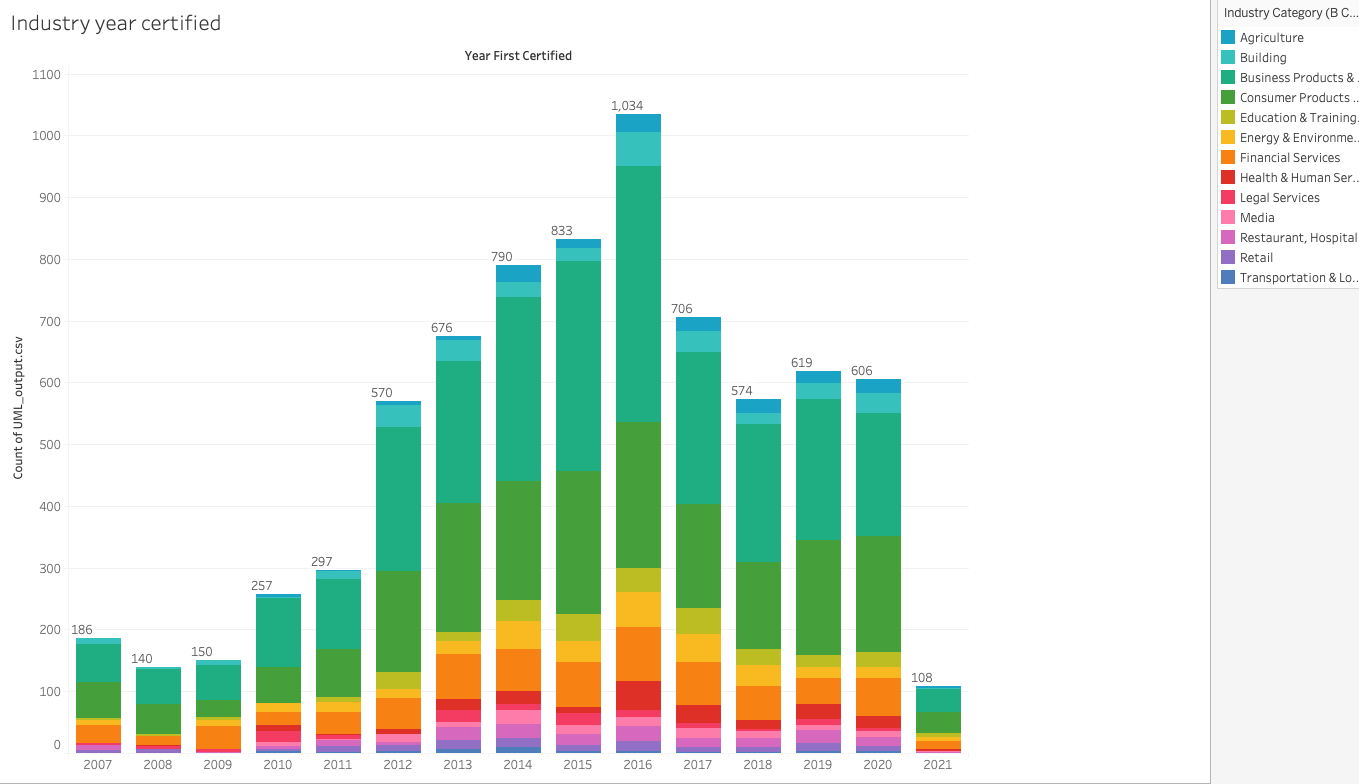 Industry year certified
Year First Certified
Count of UML_output.csv
1100
1000
900
800
700
600
500
400
300
200
100
0
186
140
150
257
297
570
676
790
833
1,034
706
574
619
606
108
2007
2008
2009
2010
2011
2012
2013
2014
2015
2016
2017
2018
2019
2020
2021
Industry Category (B C...
Agriculture
Building
Business Products & .
Consumer Products ..
Education & Training.
Energy & Environme..
Financial Services
Health & Human Ser..
Legal Services
Media
Restaurant, Hospital
Retail
Transportation & Lo..